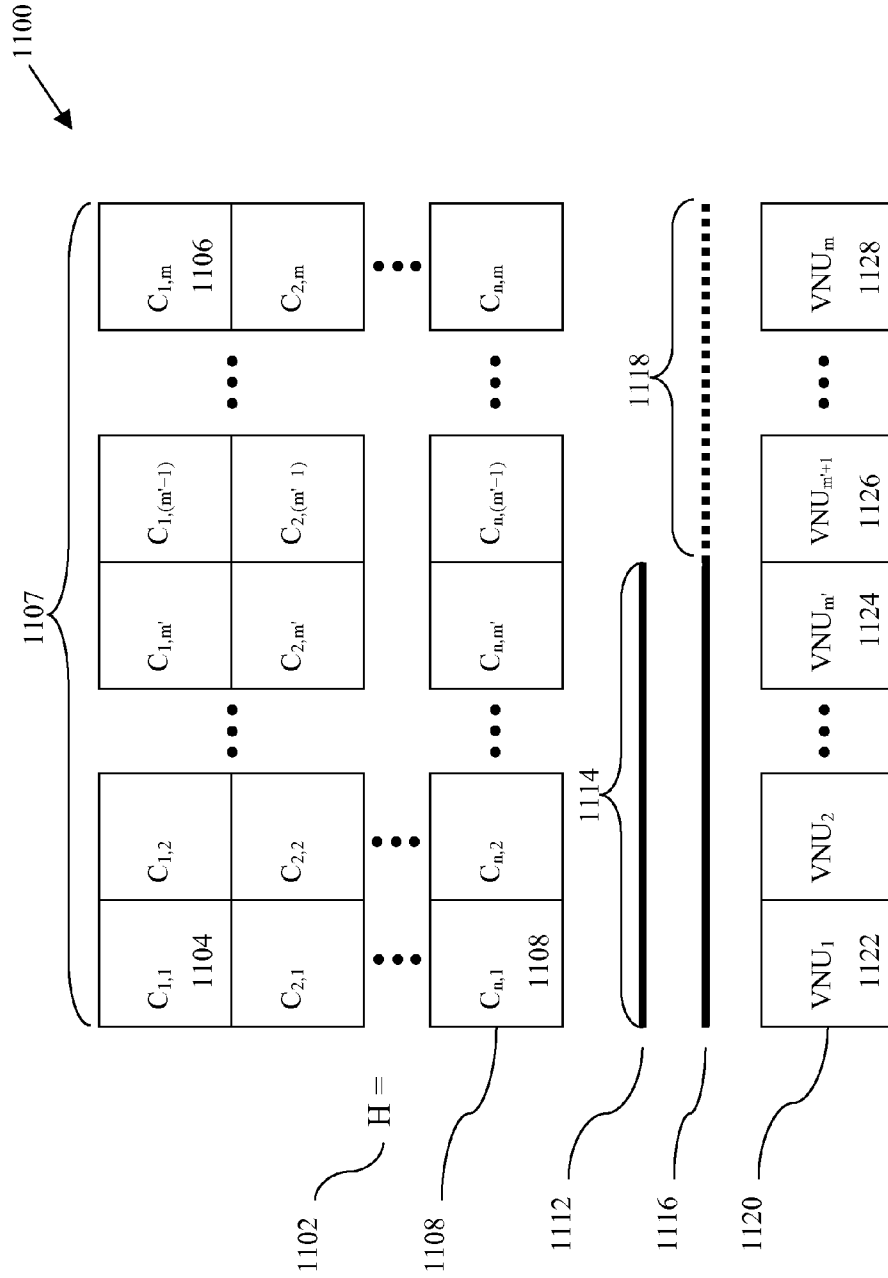 1100
1107
C1,1 C1,2 ••• C1,m' C1,(m'−1) ••• C1,m
1104 1106
C2,1 C2,2 C2,m' C2,(m' 1) C2,m
1102 H =
Cn,1 Cn,2 ••• Cn,m' Cn,(m'−1) ••• Cn,m
1108
1108
1114
1118
1112
1116
VNU1 VNU2 ••• VNUm' VNUm'+1 ••• VNUm
1122 1124 1126 1128
1120